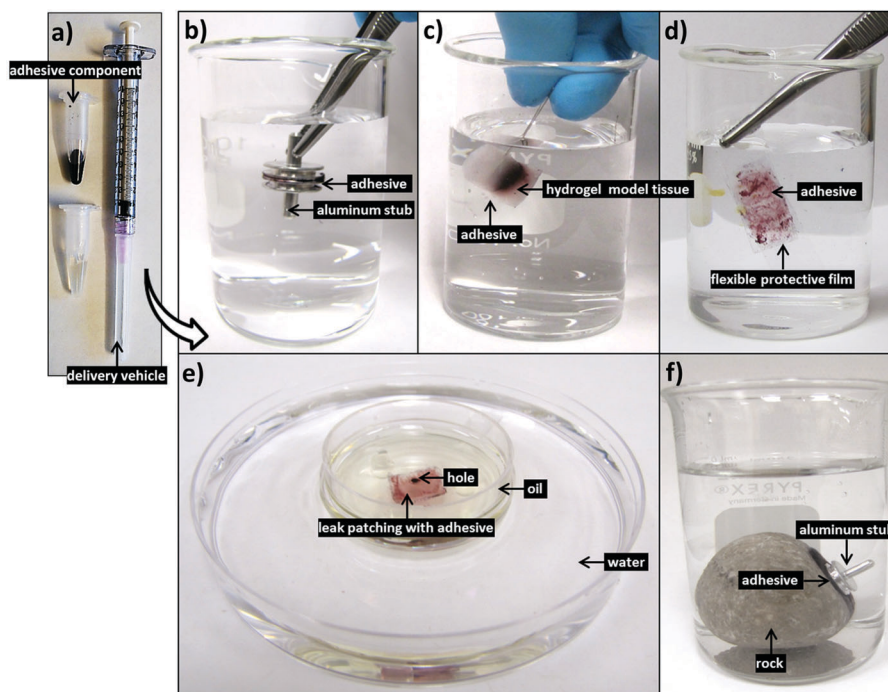 a)
adhesive component
delivery vehicle
b)
adhesive
aluminum stub
c)
hydrogel model tissue
adhesive
d)
adhesive
flexible protective film
e)
hole
oil
leak patching with adhesive
water
f)
PYREX®
aluminum stub
adhesive
rock